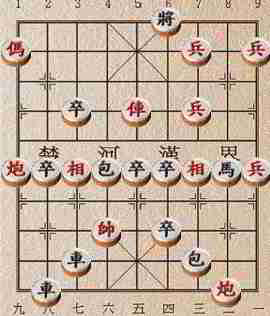 1 2 3 4 5 6 7 8 9
將
傌 兵 兵
卒 俥 兵
楚 河 漢 界
炮 卒 相 包 卒 卒 相 馬 兵
帥 卒
車 包
車 炮
九 八 七 六 五 四 三 二 一